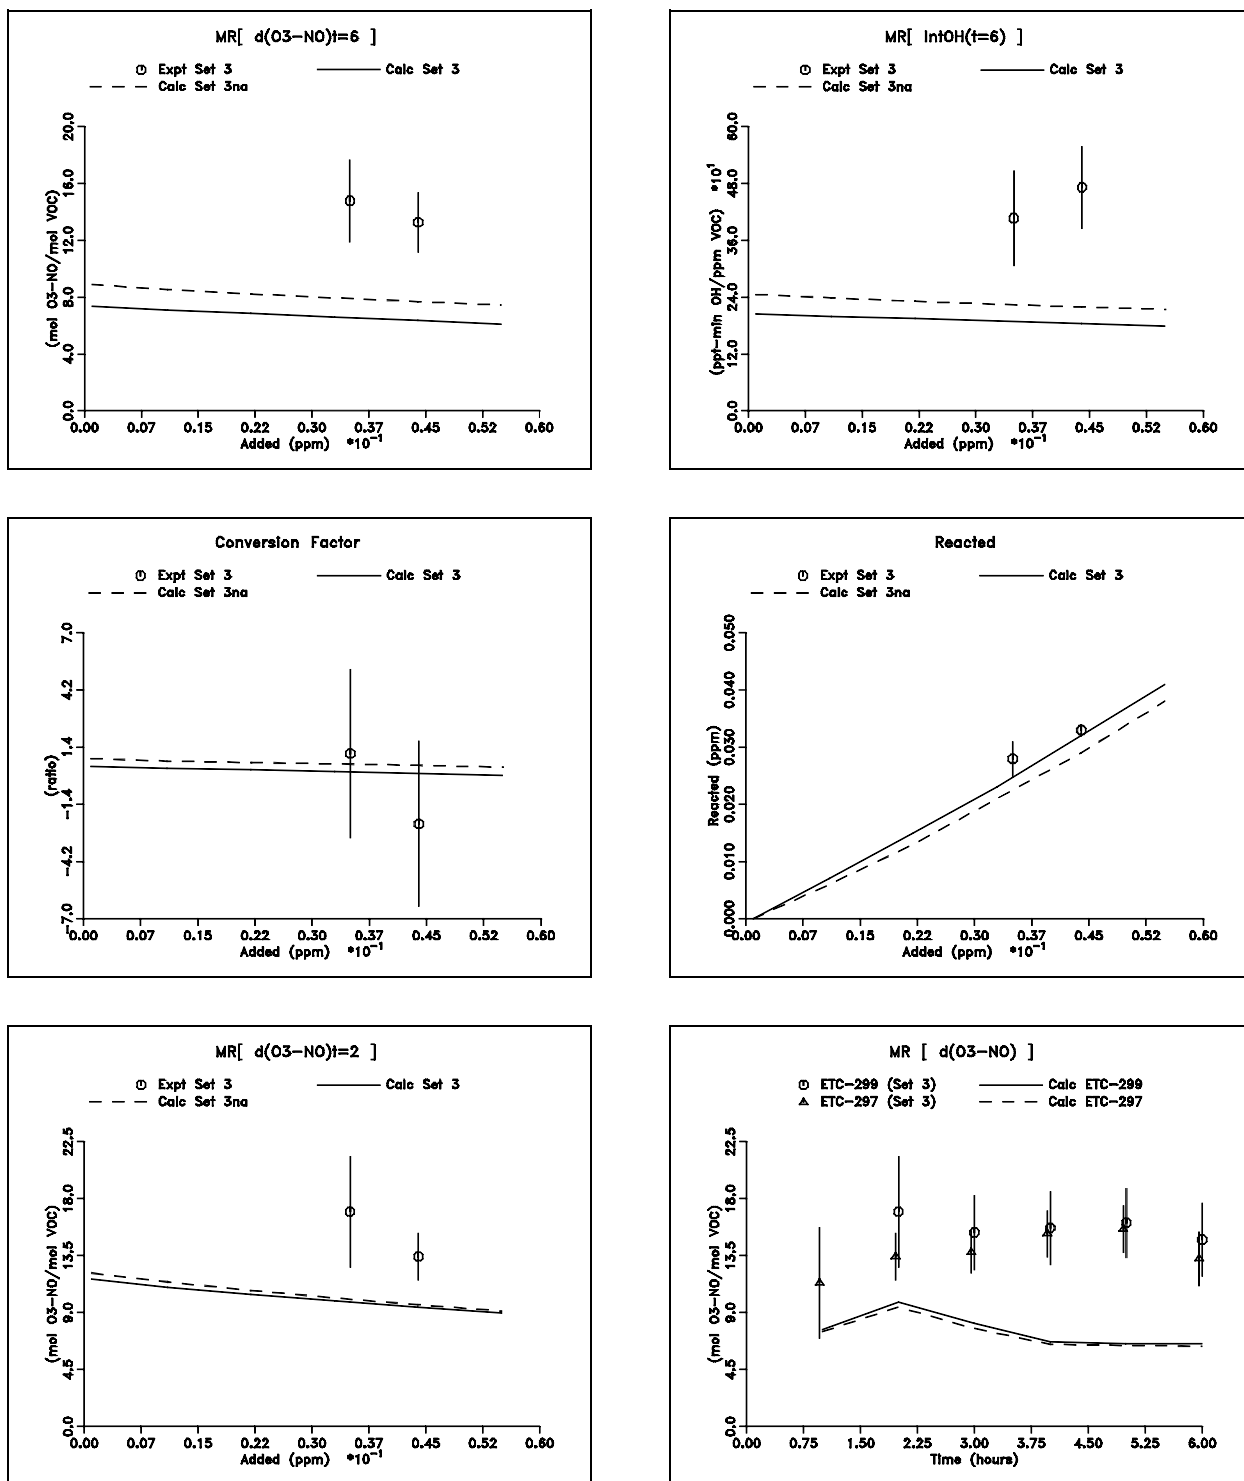 MR[ d(O3-NO)t=6 ]
Expt Set 3
Calc Set 3
Calc Set 3na
(mol O3-NO/mol VOC)
20.0
16.0
12.0
8.0
4.0
0.0
0.00 0.07 0.15 0.22 0.30 0.37 0.45 0.52 0.60
Added (ppm) *10⁻¹
MR[ IntOH(t=6) ]
Expt Set 3
Calc Set 3
Calc Set 3na
(ppt-min OH/ppm VOC) *10¹
60.0
48.0
36.0
24.0
12.0
0.0
0.00 0.07 0.15 0.22 0.30 0.37 0.45 0.52 0.60
Added (ppm) *10⁻¹
Conversion Factor
Expt Set 3
Calc Set 3
Calc Set 3na
(ratio)
7.0
4.2
1.4
-1.4
-4.2
-7.0
0.00 0.07 0.15 0.22 0.30 0.37 0.45 0.52 0.60
Added (ppm) *10⁻¹
Reacted
Expt Set 3
Calc Set 3
Calc Set 3na
Reacted (ppm)
0.050
0.040
0.030
0.020
0.010
0.000
0.00 0.07 0.15 0.22 0.30 0.37 0.45 0.52 0.60
Added (ppm) *10⁻¹
MR[ d(O3-NO)t=2 ]
Expt Set 3
Calc Set 3
Calc Set 3na
(mol O3-NO/mol VOC)
22.5
18.0
13.5
9.0
4.5
0.0
0.00 0.07 0.15 0.22 0.30 0.37 0.45 0.52 0.60
Added (ppm) *10⁻¹
MR [ d(O3-NO) ]
ETC-299 (Set 3)
Calc ETC-299
ETC-297 (Set 3)
Calc ETC-297
(mol O3-NO/mol VOC)
22.5
18.0
13.5
9.0
4.5
0.0
0.00 0.75 1.50 2.25 3.00 3.75 4.50 5.25 6.00
Time (hours)